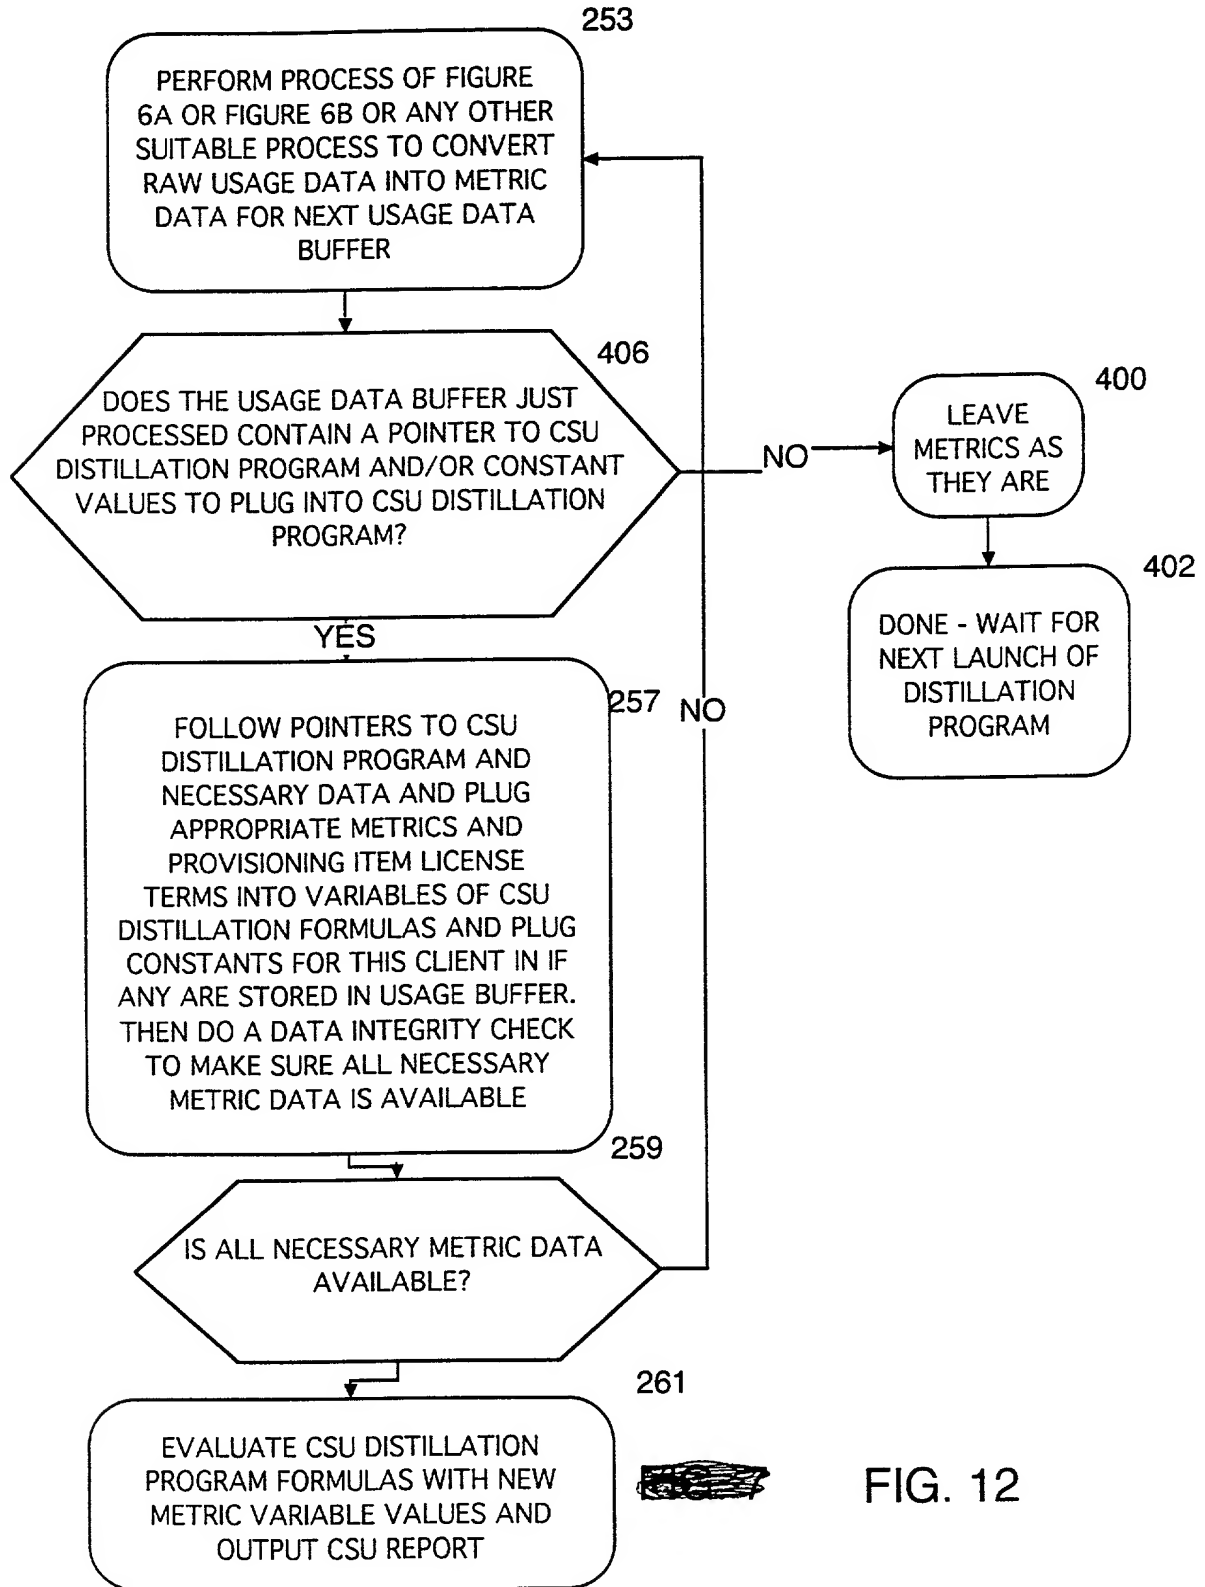 253
PERFORM PROCESS OF FIGURE
6A OR FIGURE 6B OR ANY OTHER
SUITABLE PROCESS TO CONVERT
RAW USAGE DATA INTO METRIC
DATA FOR NEXT USAGE DATA
BUFFER
406
DOES THE USAGE DATA BUFFER JUST
PROCESSED CONTAIN A POINTER TO CSU
DISTILLATION PROGRAM AND/OR CONSTANT
VALUES TO PLUG INTO CSU DISTILLATION
PROGRAM?
NO
400
LEAVE
METRICS AS
THEY ARE
402
DONE - WAIT FOR
NEXT LAUNCH OF
DISTILLATION
PROGRAM
YES
257
NO
FOLLOW POINTERS TO CSU
DISTILLATION PROGRAM AND
NECESSARY DATA AND PLUG
APPROPRIATE METRICS AND
PROVISIONING ITEM LICENSE
TERMS INTO VARIABLES OF CSU
DISTILLATION FORMULAS AND PLUG
CONSTANTS FOR THIS CLIENT IN IF
ANY ARE STORED IN USAGE BUFFER.
THEN DO A DATA INTEGRITY CHECK
TO MAKE SURE ALL NECESSARY
METRIC DATA IS AVAILABLE
259
IS ALL NECESSARY METRIC DATA
AVAILABLE?
261
EVALUATE CSU DISTILLATION
PROGRAM FORMULAS WITH NEW
METRIC VARIABLE VALUES AND
OUTPUT CSU REPORT
FIG. 12